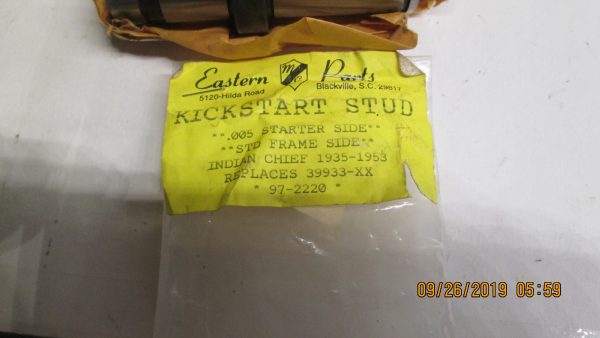 Eastern M C Parts
5120-Hilda Road Blackville, S.C. 29817
KICKSTART STUD
**.005 STARTER SIDE**
**STD FRAME SIDE**
INDIAN CHIEF 1935-1953
REPLACES 39933-XX
* 97-2220 *
09/26/2019 05:59